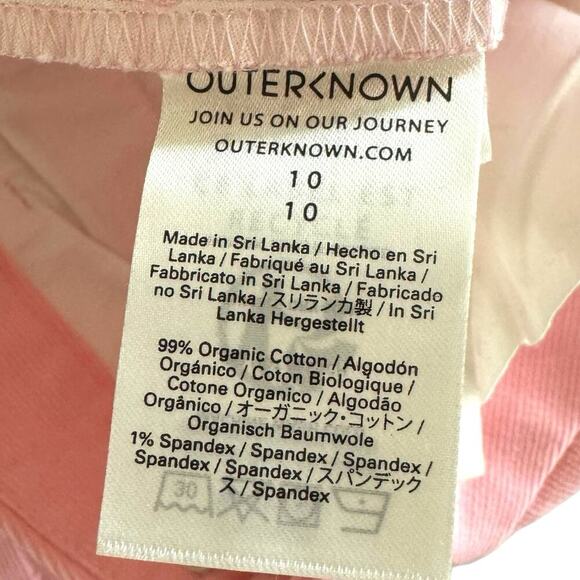 OUTERKNOWN
JOIN US ON OUR JOURNEY
OUTERKNOWN.COM
10
10
Made in Sri Lanka / Hecho en Sri
Lanka / Fabriqué au Sri Lanka /
Fabbricato in Sri Lanka / Fabricado
no Sri Lanka / スリランカ製 / In Sri
Lanka Hergestellt
99% Organic Cotton / Algodón
Orgánico / Coton Biologique /
Cotone Organico / Algodão
Orgânico / オーガニック・コットン /
Organisch Baumwole
1% Spandex / Spandex / Spandex /
Spandex / Spandex / スパンデック
ス / Spandex
30